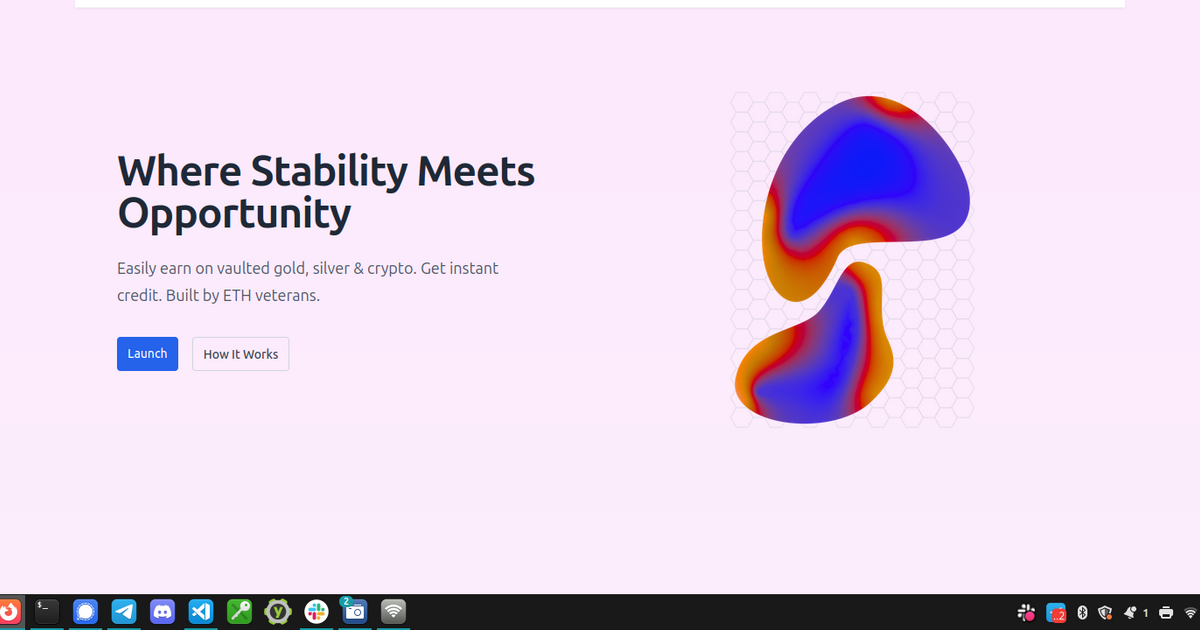 Where Stability Meets
Opportunity
Easily earn on vaulted gold, silver & crypto. Get instant
credit. Built by ETH veterans.
Launch
How It Works
$_
y
2
..2
1